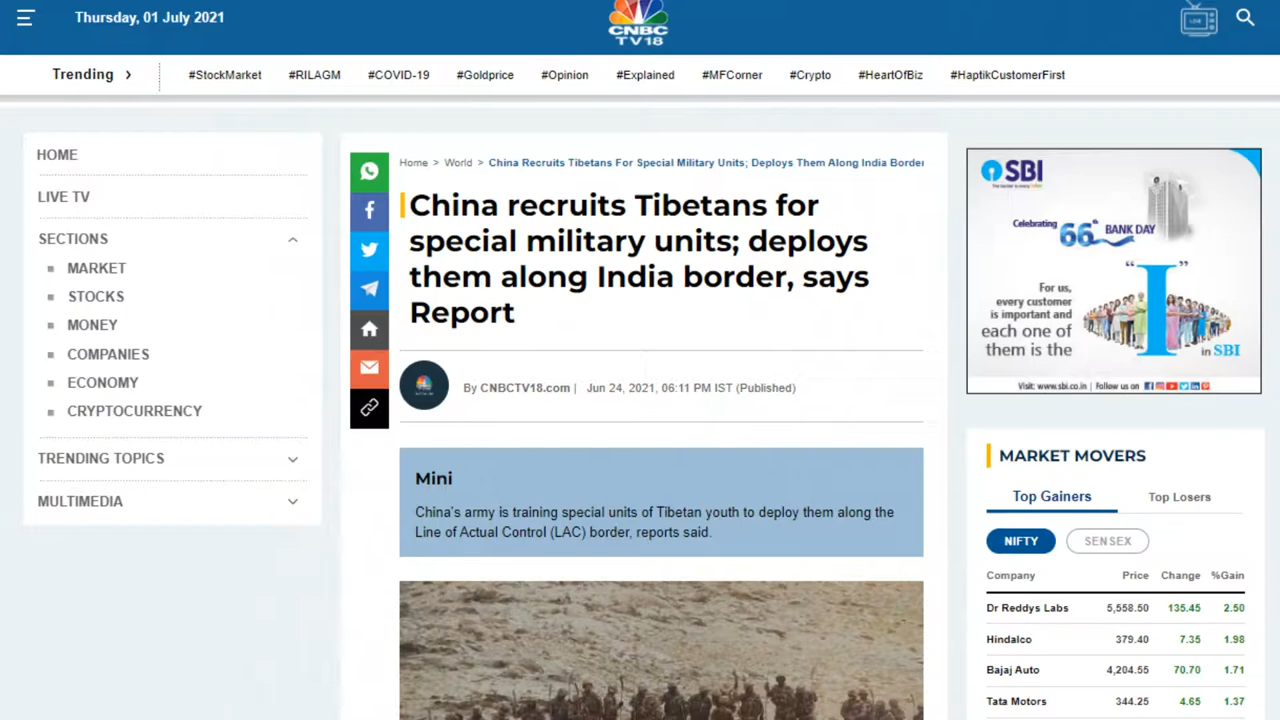 Thursday, 01 July 2021
CNBC
TV18
LIVE
Trending
#StockMarket
#RILAGM
#COVID-19
#Goldprice
#Opinion
#Explained
#MFCorner
#Crypto
#HeartOfBiz
#HaptikCustomerFirst
HOME
LIVE TV
SECTIONS
MARKET
STOCKS
MONEY
COMPANIES
ECONOMY
CRYPTOCURRENCY
TRENDING TOPICS
MULTIMEDIA
Home > World > China Recruits Tibetans For Special Military Units; Deploys Them Along India Border
China recruits Tibetans for
special military units; deploys
them along India border, says
Report
By CNBCTV18.com | Jun 24, 2021, 06:11 PM IST (Published)
Mini
China's army is training special units of Tibetan youth to deploy them along the
Line of Actual Control (LAC) border, reports said.
SBI
Celebrating
66th BANK DAY
For us,
every customer
is important and
each one of
them is the
"I"
in SBI
Visit: www.sbi.co.in | Follow us on
MARKET MOVERS
Top Gainers Top Losers
NIFTY SENSEX
Company Price Change %Gain
Dr Reddys Labs 5,558.50 135.45 2.50
Hindalco 379.40 7.35 1.98
Bajaj Auto 4,204.55 70.70 1.71
Tata Motors 344.25 4.65 1.37